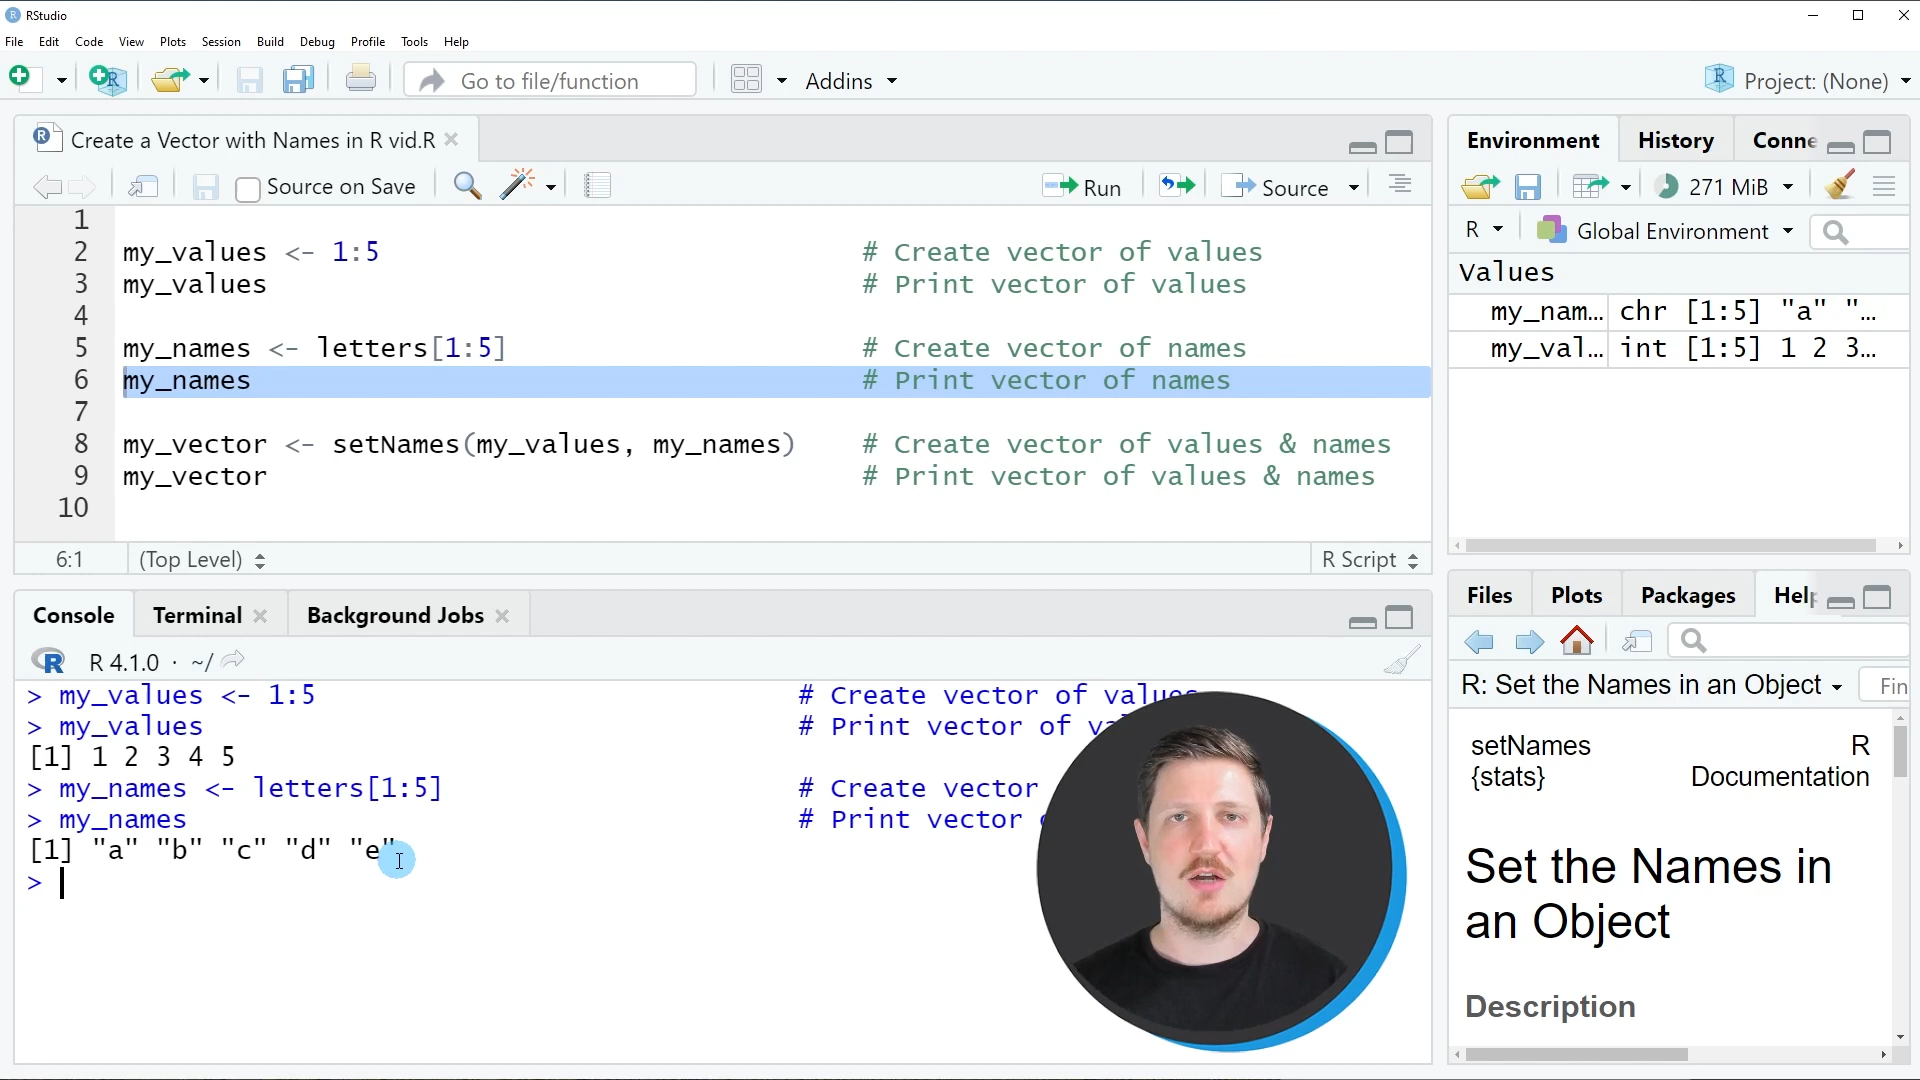 RStudio
File Edit Code View Plots Session Build Debug Profile Tools Help
Go to file/function Addins Project: (None)
Create a Vector with Names in R vid.R
Source on Save Run Source
1
2 my_values <- 1:5 # Create vector of values
3 my_values # Print vector of values
4
5 my_names <- letters[1:5] # Create vector of names
6 my_names # Print vector of names
7
8 my_vector <- setNames(my_values, my_names) # Create vector of values & names
9 my_vector # Print vector of values & names
10
6:1 (Top Level) R Script
Console Terminal Background Jobs
R 4.1.0 · ~/
> my_values <- 1:5 # Create vector of values
> my_values # Print vector of va
[1] 1 2 3 4 5
> my_names <- letters[1:5] # Create vector
> my_names # Print vector
[1] "a" "b" "c" "d" "e"
>
Environment History Conne
271 MiB
R Global Environment
Values
my_nam… chr [1:5] "a" "…
my_val… int [1:5] 1 2 3…
Files Plots Packages Help
R: Set the Names in an Object Fin
setNames R
{stats} Documentation
Set the Names in
an Object
Description